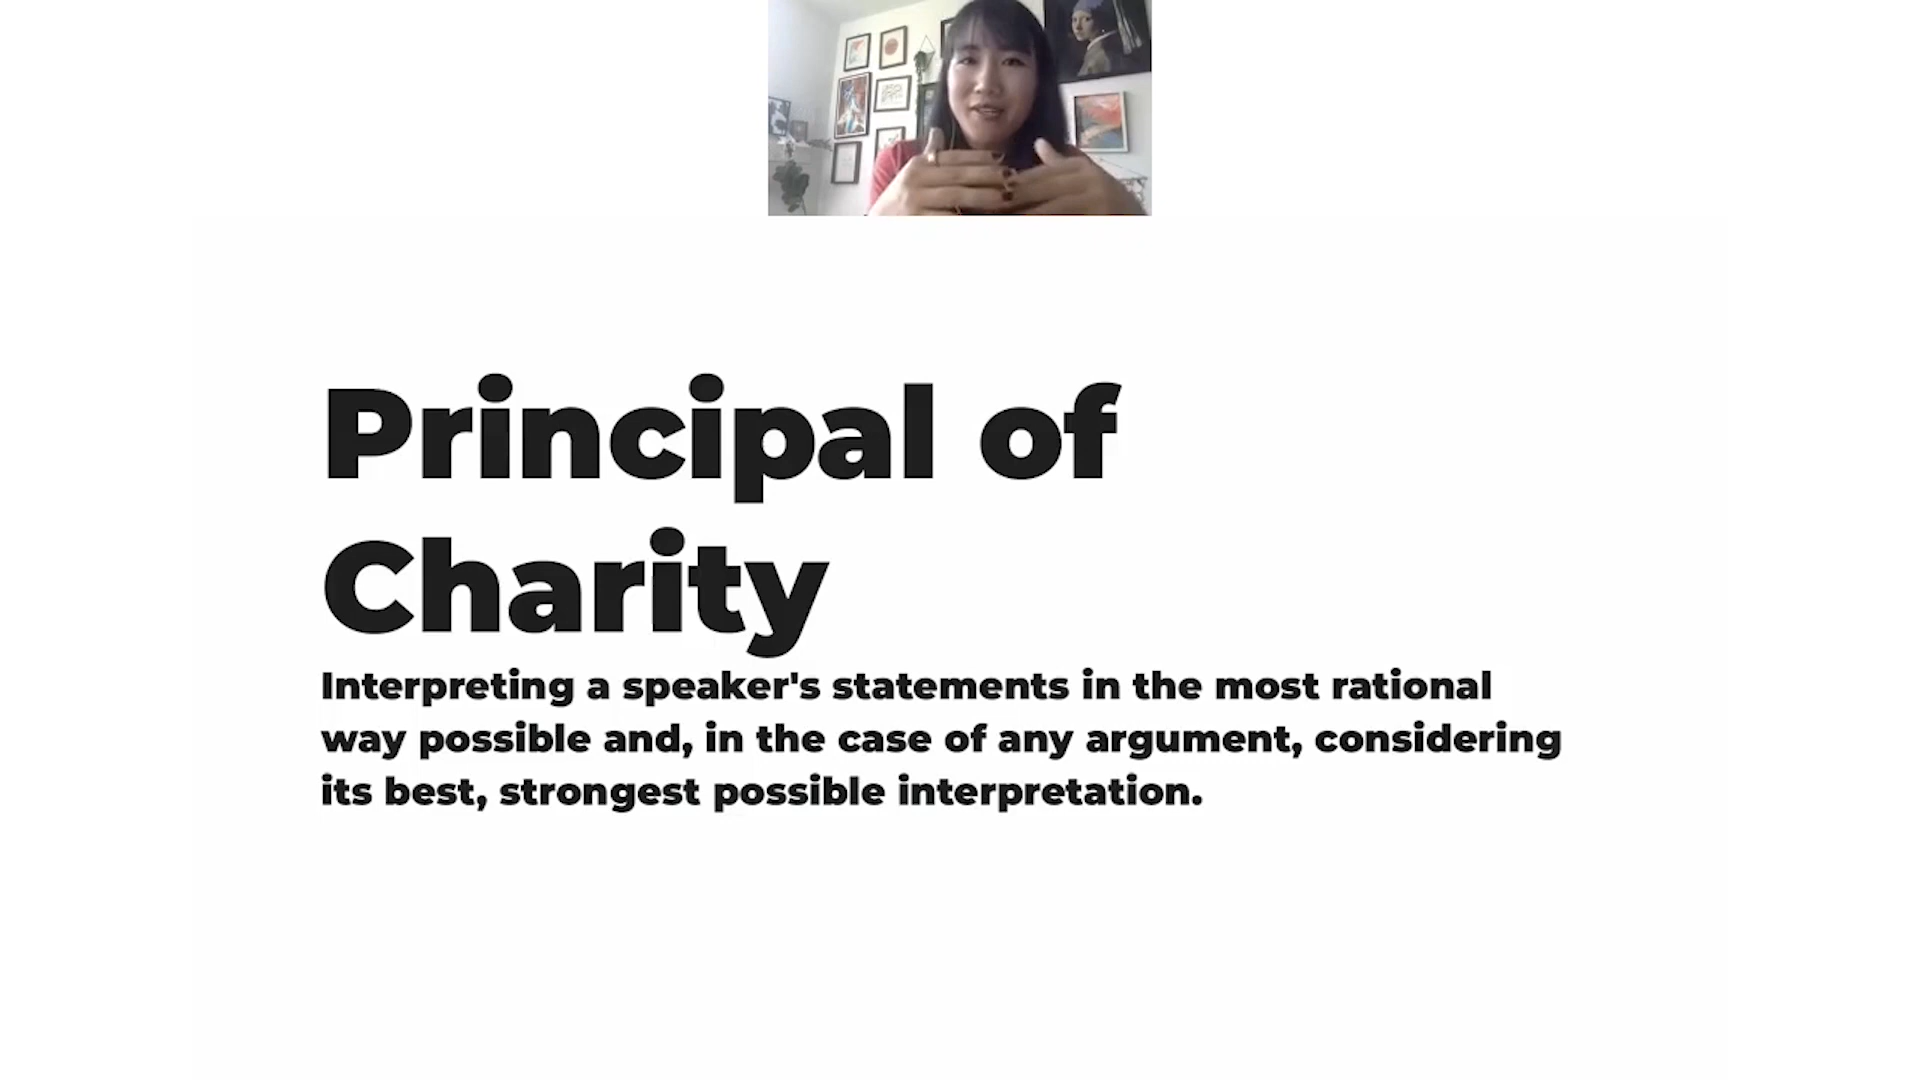 Principal of
Charity
Interpreting a speaker's statements in the most rational
way possible and, in the case of any argument, considering
its best, strongest possible interpretation.